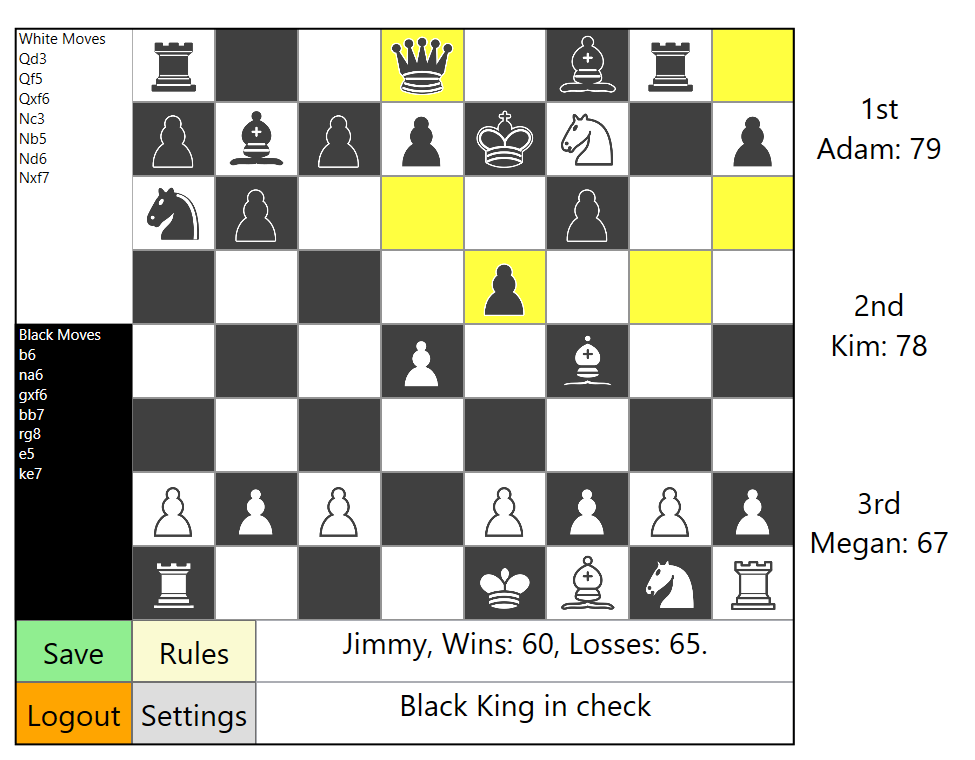 White Moves
Qd3
Qf5
Qxf6
Nc3
Nb5
Nd6
Nxf7
Black Moves
b6
na6
gxf6
bb7
rg8
e5
ke7
1st
Adam: 79
2nd
Kim: 78
3rd
Megan: 67
Save
Rules
Jimmy, Wins: 60, Losses: 65.
Logout
Settings
Black King in check